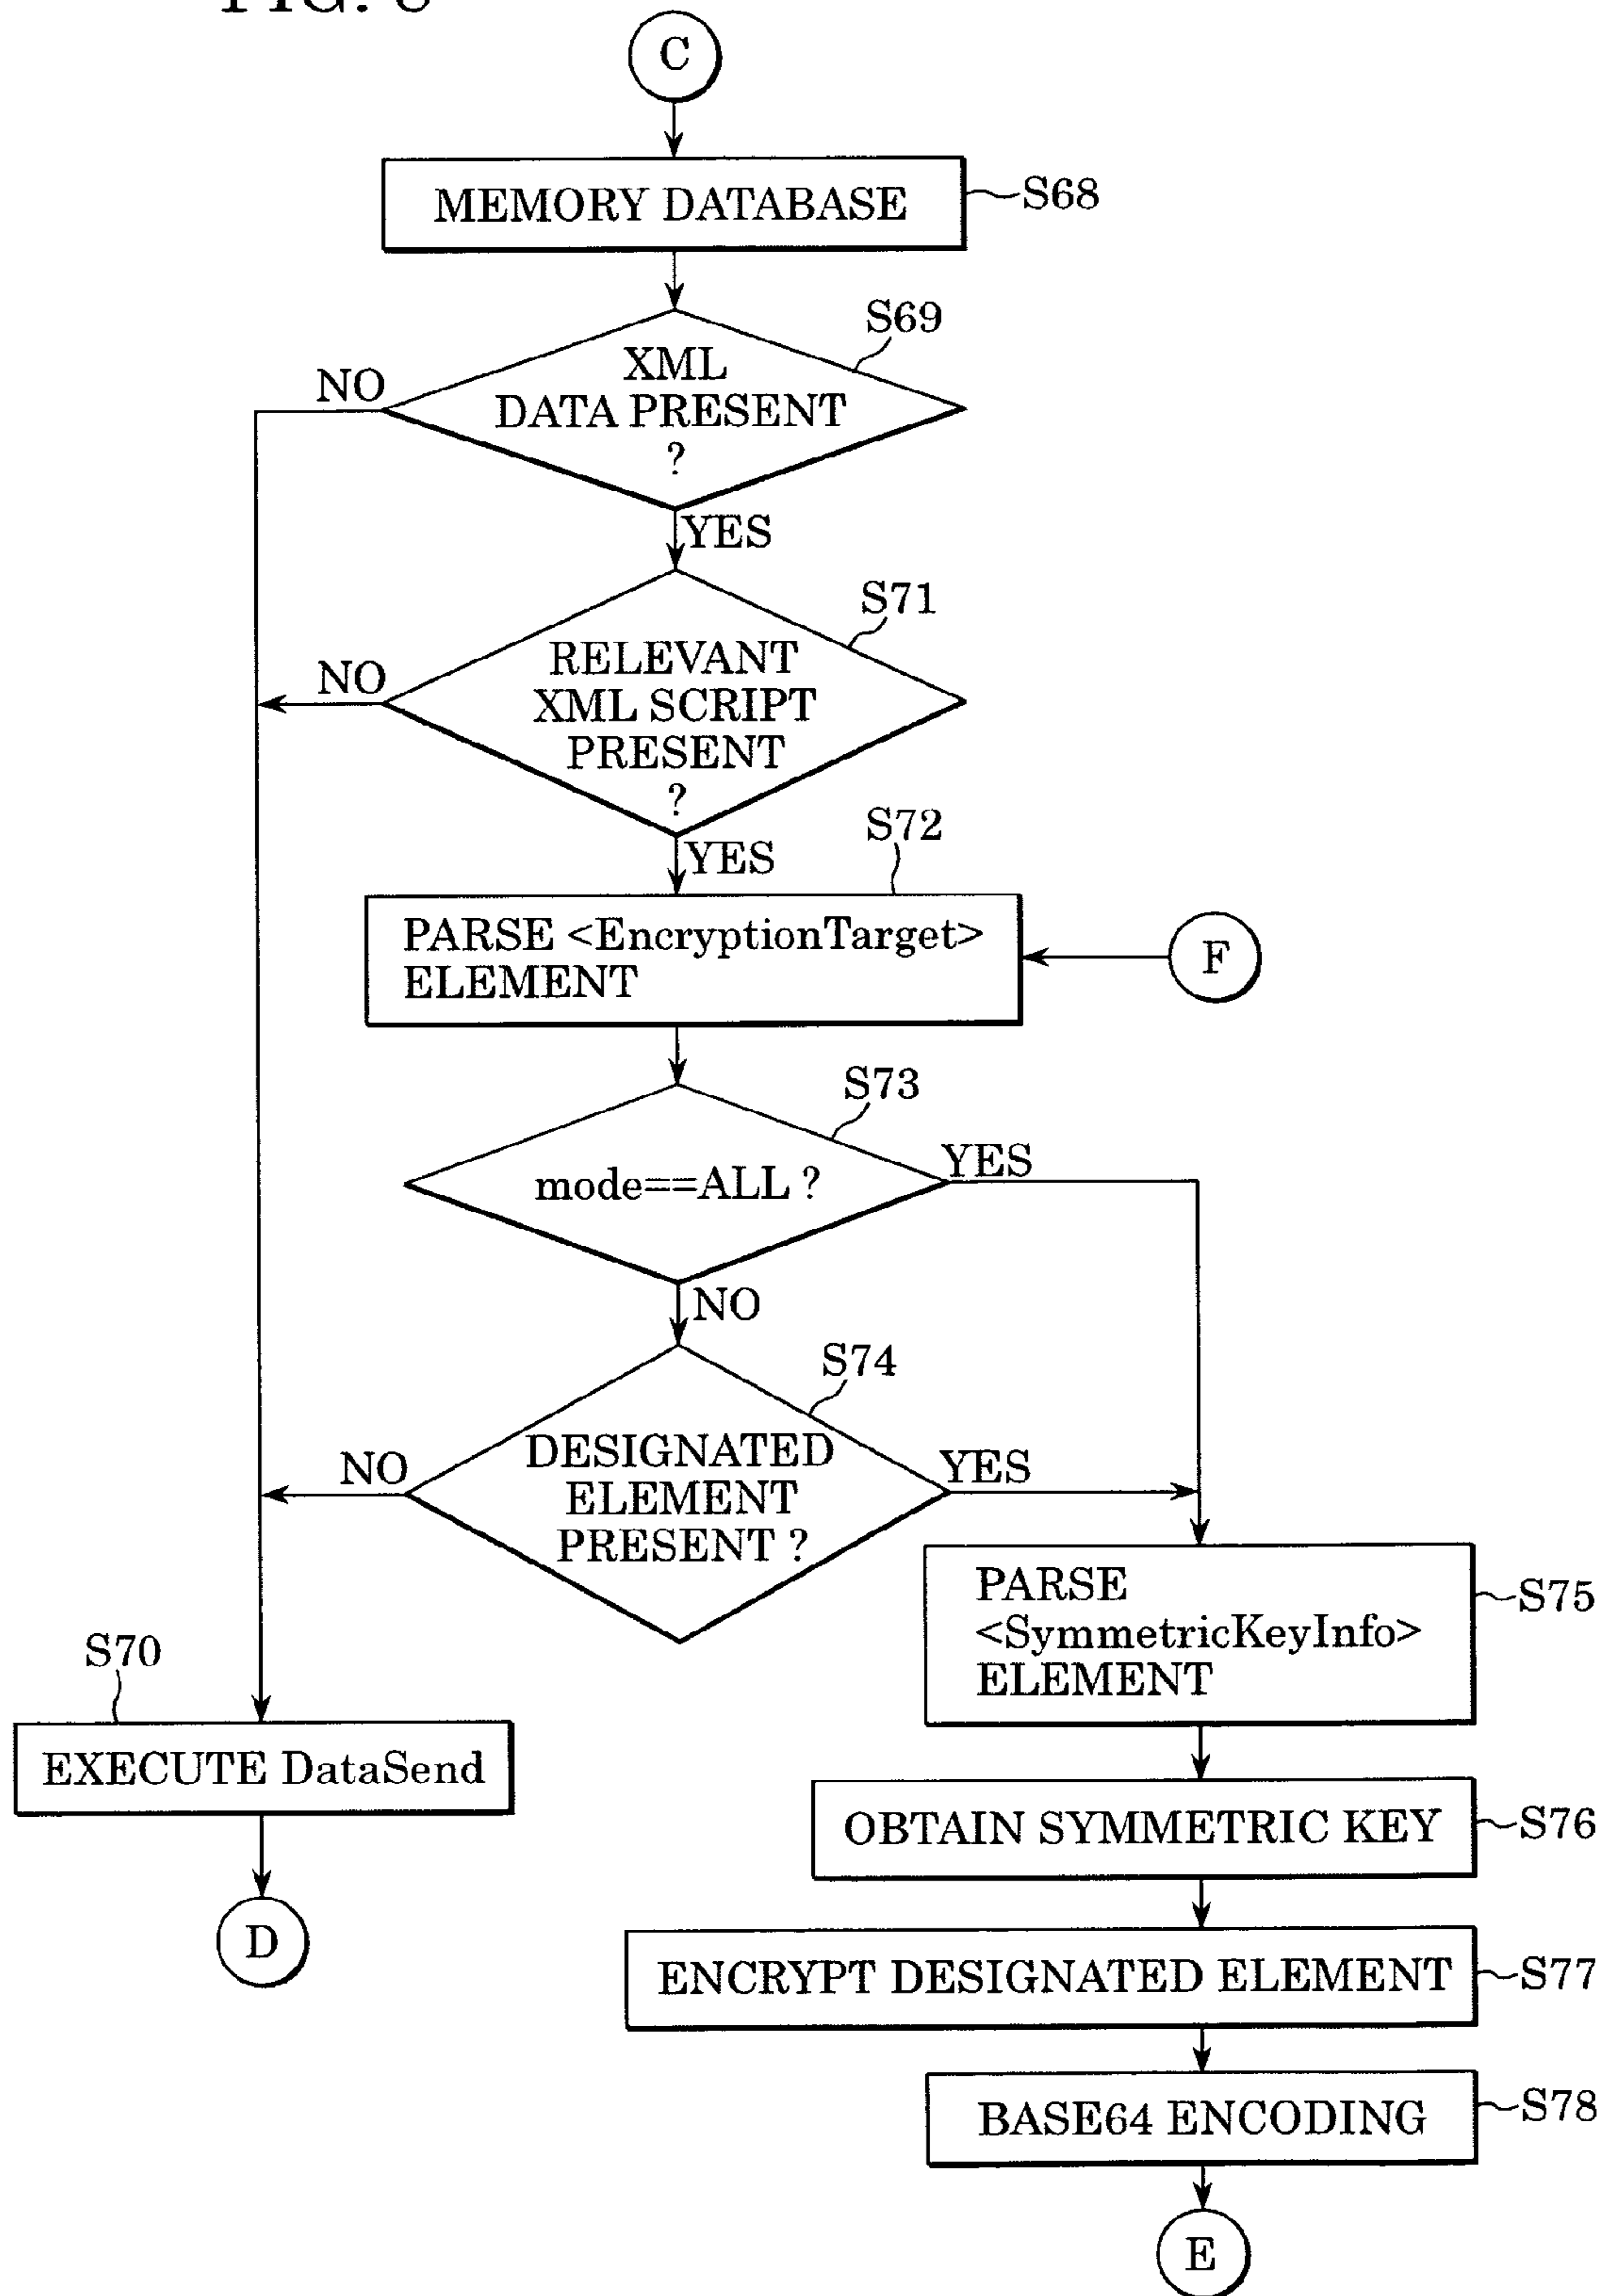 C
MEMORY DATABASE
S68
S69
XML
DATA PRESENT
?
NO
YES
S71
RELEVANT
XML SCRIPT
PRESENT
?
NO
YES
S72
PARSE <EncryptionTarget>
ELEMENT
F
S73
mode==ALL ?
YES
NO
S74
DESIGNATED
ELEMENT
PRESENT ?
NO
YES
PARSE
<SymmetricKeyInfo>
ELEMENT
S75
S70
EXECUTE DataSend
OBTAIN SYMMETRIC KEY
S76
D
ENCRYPT DESIGNATED ELEMENT
S77
BASE64 ENCODING
S78
E